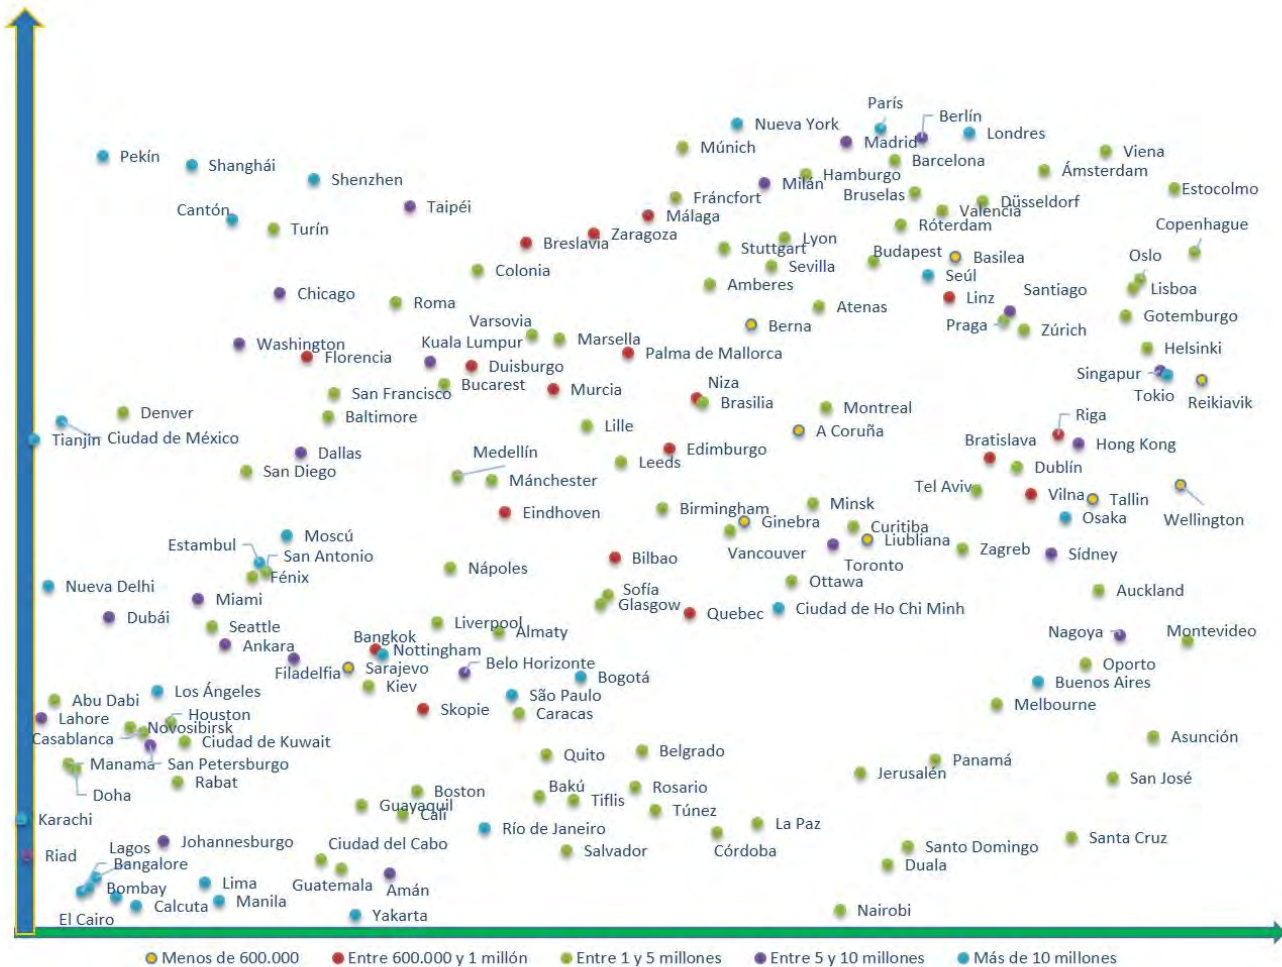 París
Nueva York
Berlín
Madrid
Londres
Múnich
Viena
Pekín
Barcelona
Shanghái
Ámsterdam
Hamburgo
Shenzhen
Milán
Bruselas
Estocolmo
Fráncfort
Düsseldorf
Taipéi
Cantón
Valencia
Málaga
Róterdam
Copenhague
Turín
Zaragoza
Lyon
Breslavia
Stuttgart
Budapest
Basilea
Oslo
Sevilla
Colonia
Seúl
Amberes
Lisboa
Santiago
Chicago
Linz
Roma
Atenas
Gotemburgo
Varsovia
Praga
Zúrich
Berna
Marsella
Washington
Kuala Lumpur
Helsinki
Florencia
Palma de Mallorca
Duisburgo
Singapur
Bucarest
Tokio
Reikiavik
Niza
San Francisco
Murcia
Brasilia
Montreal
Denver
Baltimore
Riga
Lille
A Coruña
Tianjin
Ciudad de México
Bratislava
Hong Kong
Dallas
Medellín
Edimburgo
Leeds
Dublín
San Diego
Mánchester
Tel Aviv
Vilna
Tallin
Wellington
Eindhoven
Birmingham
Minsk
Osaka
Ginebra
Curitiba
Moscú
Liubliana
Estambul
San Antonio
Vancouver
Toronto
Zagreb
Sídney
Bilbao
Nápoles
Fénix
Ottawa
Nueva Delhi
Sofía
Auckland
Miami
Glasgow
Quebec
Ciudad de Ho Chi Minh
Dubái
Seattle
Liverpool
Almaty
Nagoya
Montevideo
Bangkok
Ankara
Nottingham
Filadelfia
Sarajevo
Belo Horizonte
Oporto
Bogotá
Kiev
Buenos Aires
Los Ángeles
São Paulo
Abu Dabi
Melbourne
Skopie
Caracas
Lahore
Houston
Novosibirsk
Casablanca
Ciudad de Kuwait
Asunción
Quito
Belgrado
Panamá
Manama
San Petersburgo
Jerusalén
San José
Rabat
Doha
Boston
Bakú
Rosario
Tiflis
Guayaquil
Cali
Túnez
Karachi
La Paz
Río de Janeiro
Córdoba
Santa Cruz
Johannesburgo
Ciudad del Cabo
Lagos
Salvador
Santo Domingo
Riad
Bangalore
Duala
Guatemala
Amán
Lima
Bombay
Manila
Calcuta
El Cairo
Yakarta
Nairobi
Menos de 600.000
Entre 600.000 y 1 millón
Entre 1 y 5 millones
Entre 5 y 10 millones
Más de 10 millones